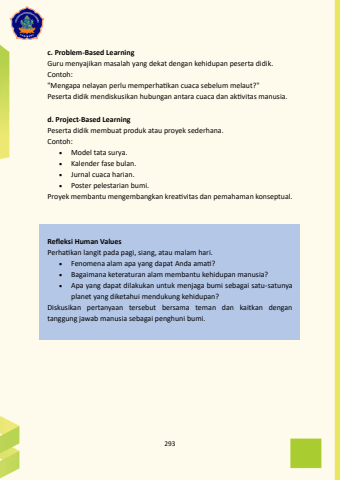 c. Problem-Based Learning
Guru menyajikan masalah yang dekat dengan kehidupan peserta didik.
Contoh:
"Mengapa nelayan perlu memperhatikan cuaca sebelum melaut?"
Peserta didik mendiskusikan hubungan antara cuaca dan aktivitas manusia.
d. Project-Based Learning
Peserta didik membuat produk atau proyek sederhana.
Contoh:
• Model tata surya.
• Kalender fase bulan.
• Jurnal cuaca harian.
• Poster pelestarian bumi.
Proyek membantu mengembangkan kreativitas dan pemahaman konseptual.
Refleksi Human Values
Perhatikan langit pada pagi, siang, atau malam hari.
• Fenomena alam apa yang dapat Anda amati?
• Bagaimana keteraturan alam membantu kehidupan manusia?
• Apa yang dapat dilakukan untuk menjaga bumi sebagai satu-satunya
planet yang diketahui mendukung kehidupan?
Diskusikan pertanyaan tersebut bersama teman dan kaitkan dengan
tanggung jawab manusia sebagai penghuni bumi.
293